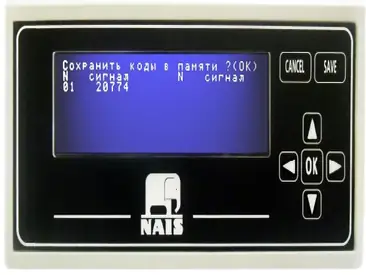 Сохранить коды в памяти ?(OK)
N сигнал N сигнал
01 20774
CANCEL SAVE
OK
NAIS